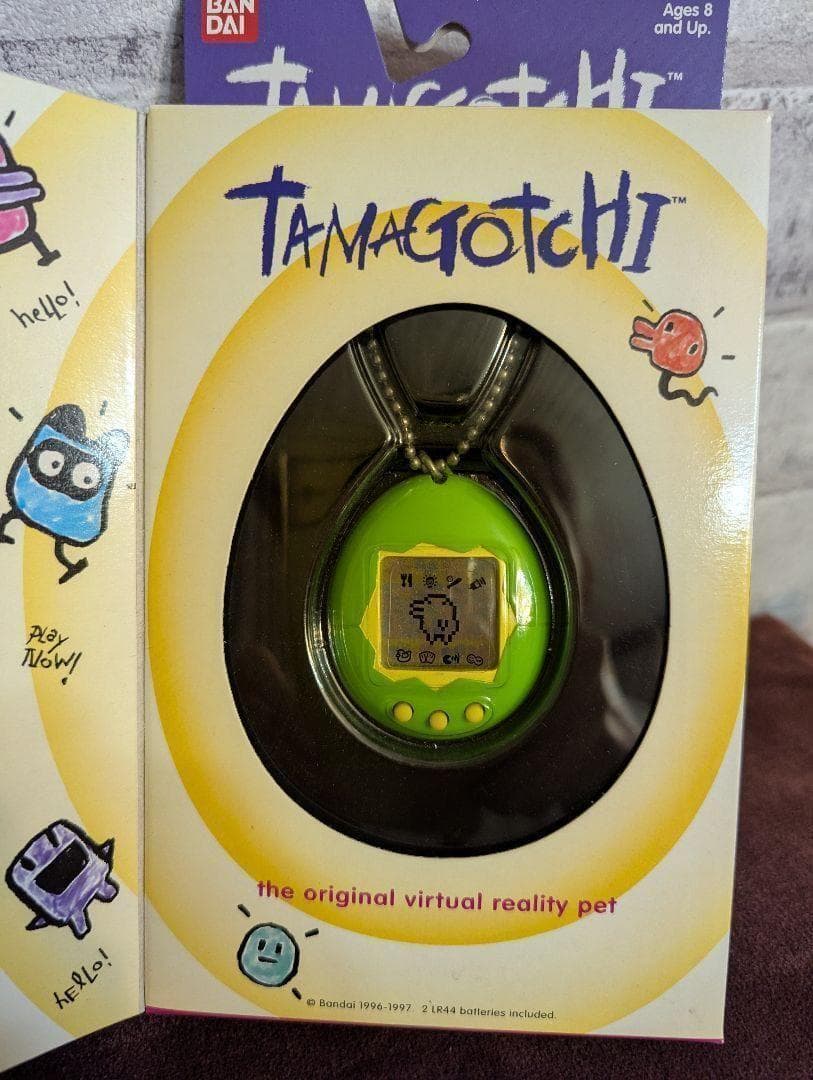 BAN
DAI
Ages 8
and Up.
TAMAGOTCHI™
TAMAGOTCHI™
hello!
PLAY
NOW!
hELLo!
the original virtual reality pet
© Bandai 1996-1997. 2 LR44 batteries included.